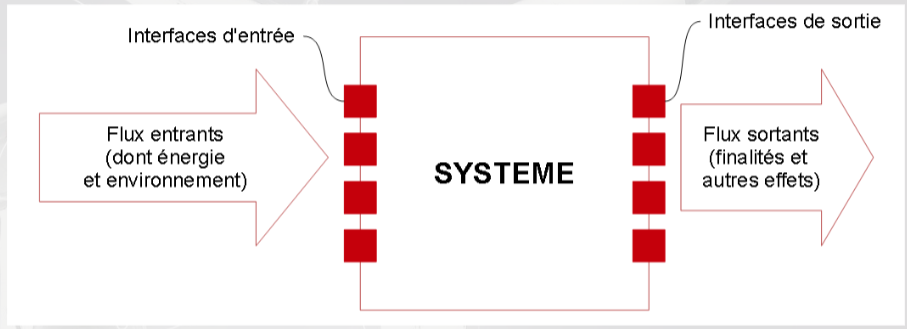 Interfaces d'entrée
Interfaces de sortie
Flux entrants
(dont énergie
et environnement)
SYSTEME
Flux sortants
(finalités et
autres effets)